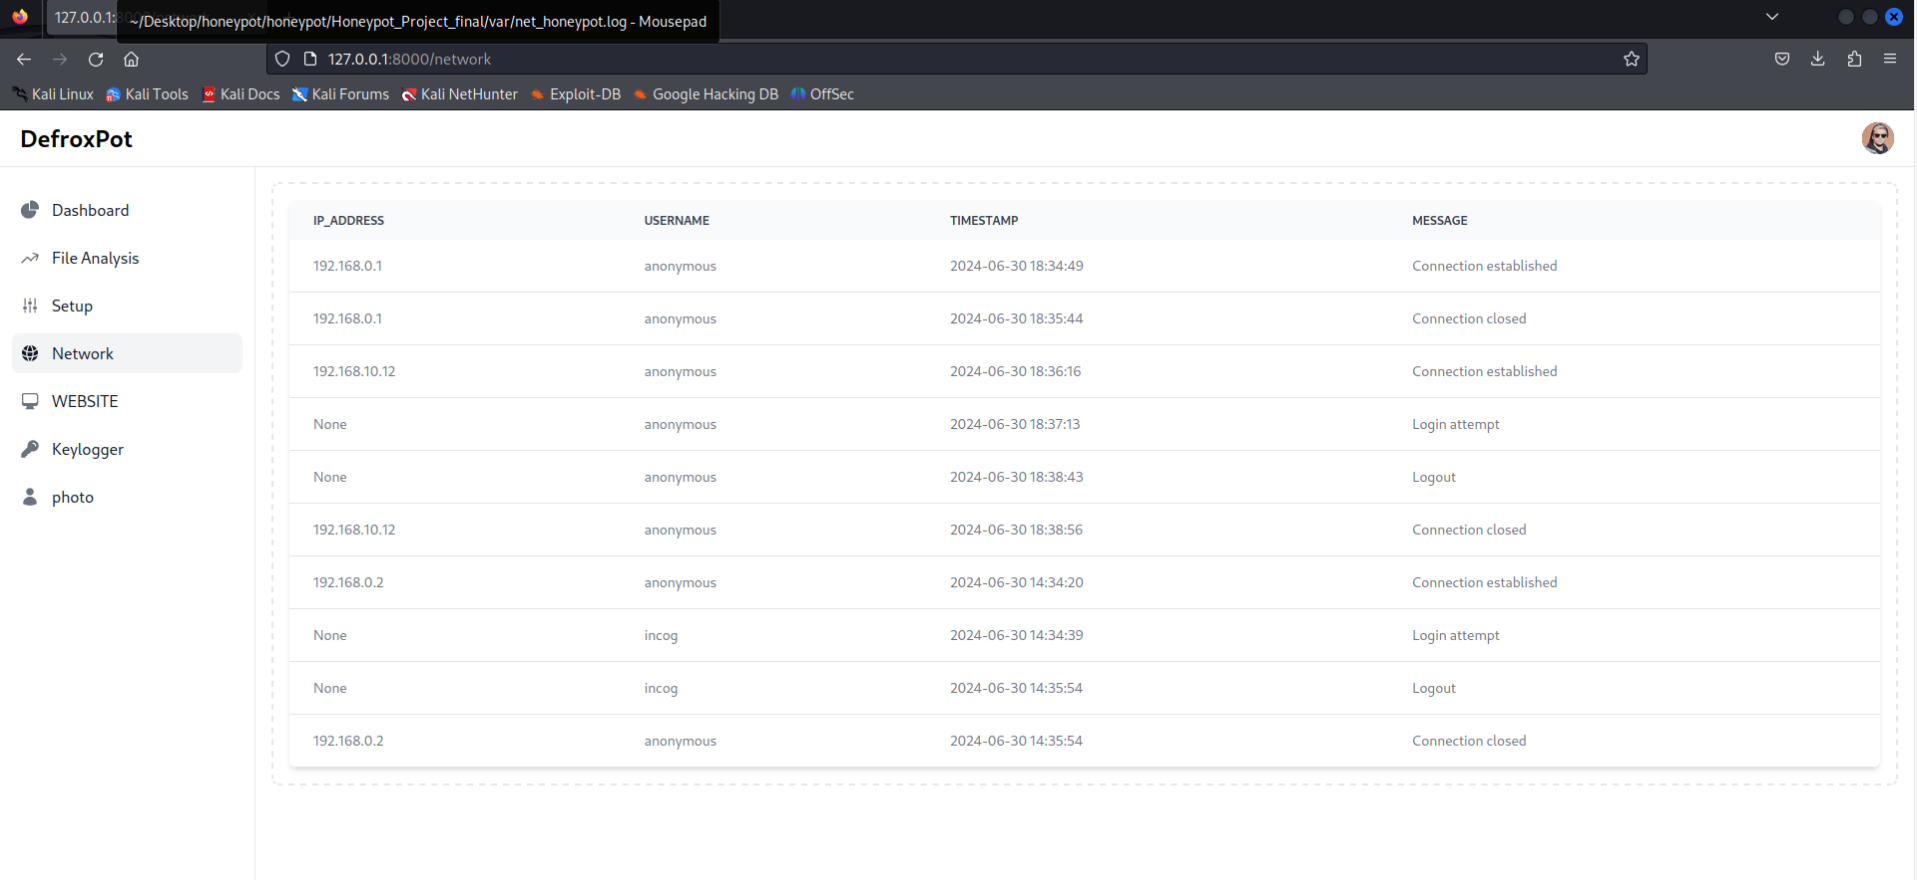 127.0.0.1:
~/Desktop/honeypot/honeypot/Honeypot_Project_final/var/net_honeypot.log - Mousepad
127.0.0.1:8000/network
Kali Linux Kali Tools Kali Docs Kali Forums Kali NetHunter Exploit-DB Google Hacking DB OffSec
DefroxPot
Dashboard
File Analysis
Setup
Network
WEBSITE
Keylogger
photo
IP_ADDRESS USERNAME TIMESTAMP MESSAGE
192.168.0.1 anonymous 2024-06-30 18:34:49 Connection established
192.168.0.1 anonymous 2024-06-30 18:35:44 Connection closed
192.168.10.12 anonymous 2024-06-30 18:36:16 Connection established
None anonymous 2024-06-30 18:37:13 Login attempt
None anonymous 2024-06-30 18:38:43 Logout
192.168.10.12 anonymous 2024-06-30 18:38:56 Connection closed
192.168.0.2 anonymous 2024-06-30 14:34:20 Connection established
None incog 2024-06-30 14:34:39 Login attempt
None incog 2024-06-30 14:35:54 Logout
192.168.0.2 anonymous 2024-06-30 14:35:54 Connection closed